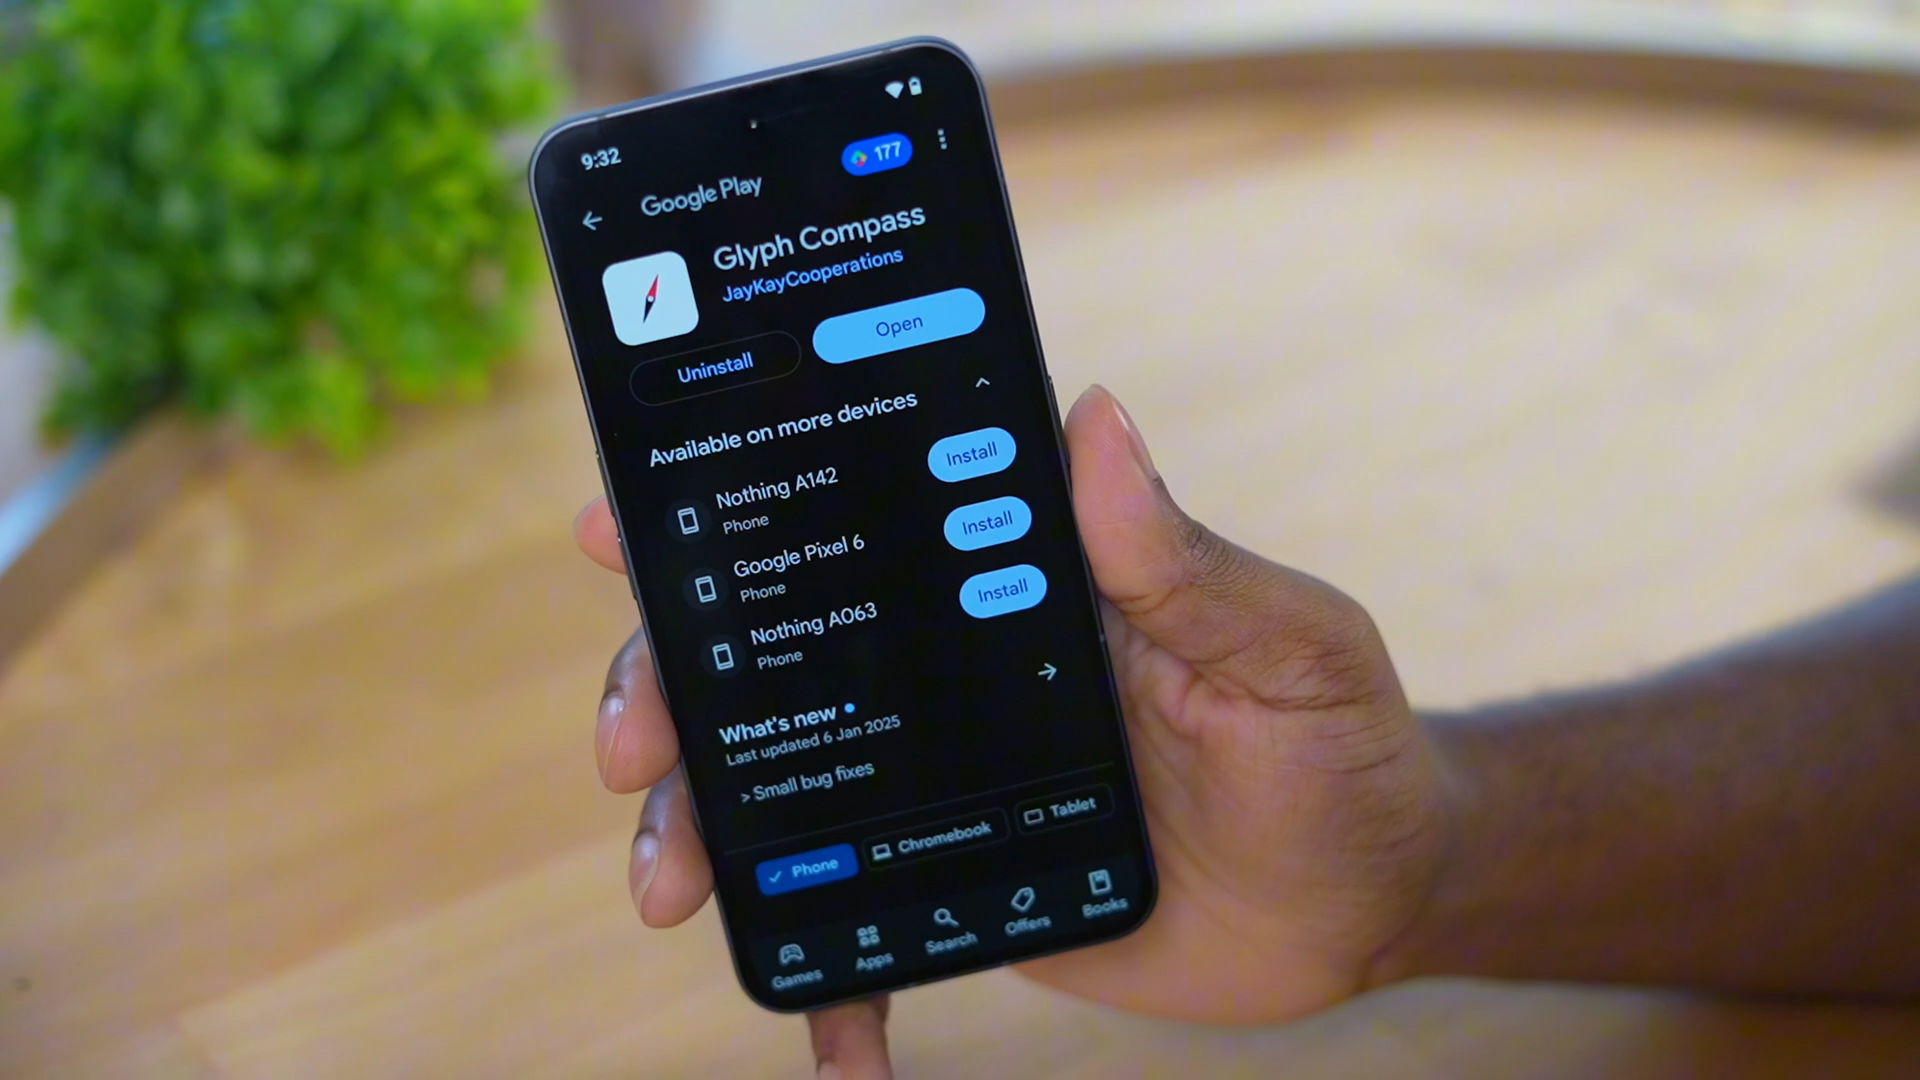 9:32
177
Google Play
Glyph Compass
JayKayCooperations
Uninstall
Open
Available on more devices
Nothing A142
Phone
Install
Google Pixel 6
Phone
Install
Nothing A063
Phone
Install
What's new
Last updated 6 Jan 2025
> Small bug fixes
Phone
Chromebook
Tablet
Games
Apps
Search
Offers
Books